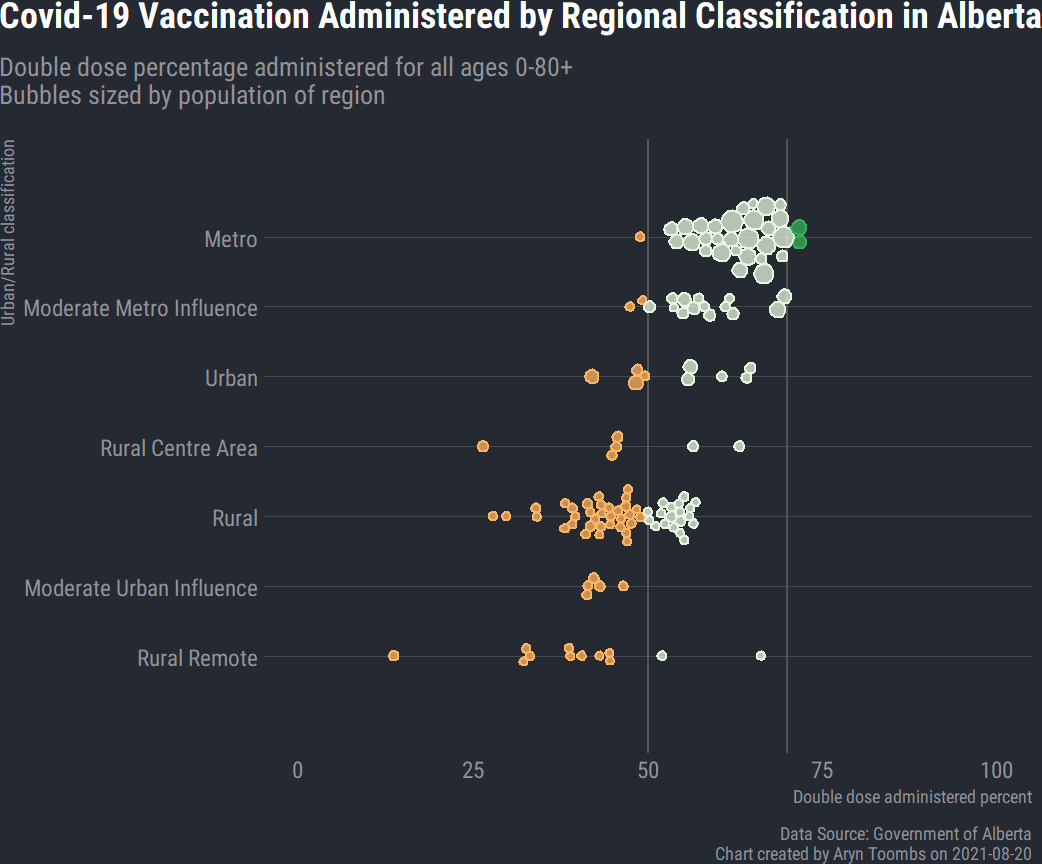 Covid-19 Vaccination Administered by Regional Classification in Alberta
Double dose percentage administered for all ages 0-80+
Bubbles sized by population of region
Urban/Rural classification
Metro
Moderate Metro Influence
Urban
Rural Centre Area
Rural
Moderate Urban Influence
Rural Remote
0 25 50 75 100
Double dose administered percent
Data Source: Government of Alberta
Chart created by Aryn Toombs on 2021-08-20